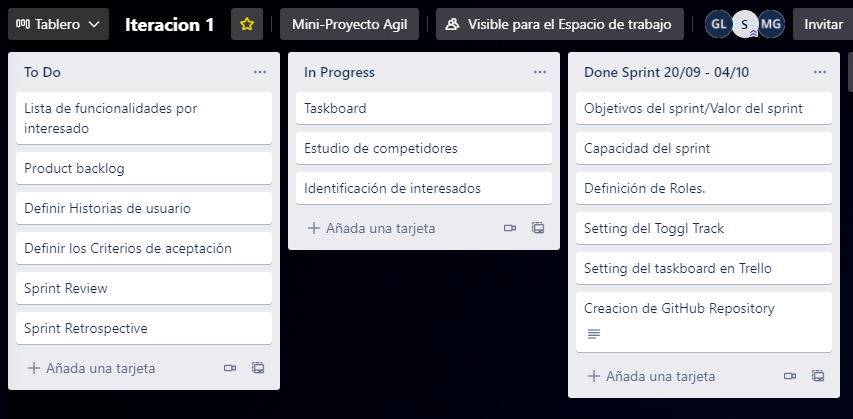 Tablero
Iteracion 1
Mini-Proyecto Agil
Visible para el Espacio de trabajo
GL
S
MG
Invitar
To Do
Lista de funcionalidades por
interesado
Product backlog
Definir Historias de usuario
Definir los Criterios de aceptación
Sprint Review
Sprint Retrospective
Añada una tarjeta
In Progress
Taskboard
Estudio de competidores
Identificación de interesados
Añada una tarjeta
Done Sprint 20/09 - 04/10
Objetivos del sprint/Valor del sprint
Capacidad del sprint
Definición de Roles.
Setting del Toggl Track
Setting del taskboard en Trello
Creacion de GitHub Repository
Añada una tarjeta